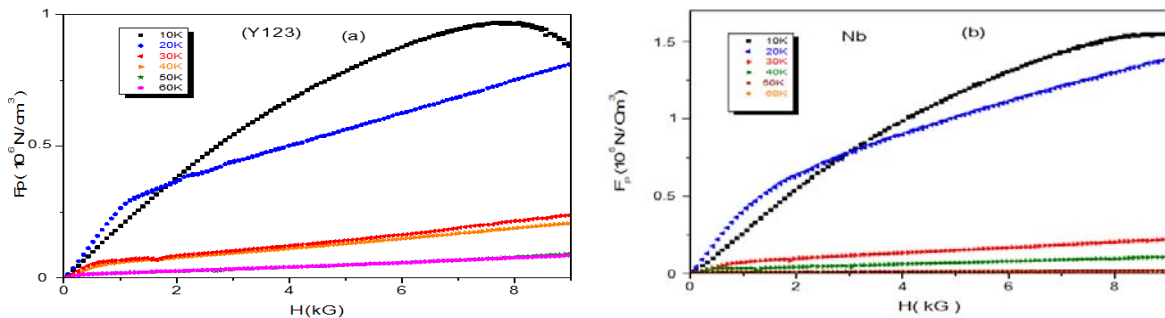 1
0.5
0
Fp( 10⁶ N/cm³)
(Y123) (a)
10K
20K
30K
40K
50K
60K
0 2 4 6 8
H(kG)
1.5
1
0.5
0
Fₚ(10⁶ N/Cm³)
Nb (b)
10K
20K
30K
40K
50K
60K
0 2 4 6 8
H( kG )